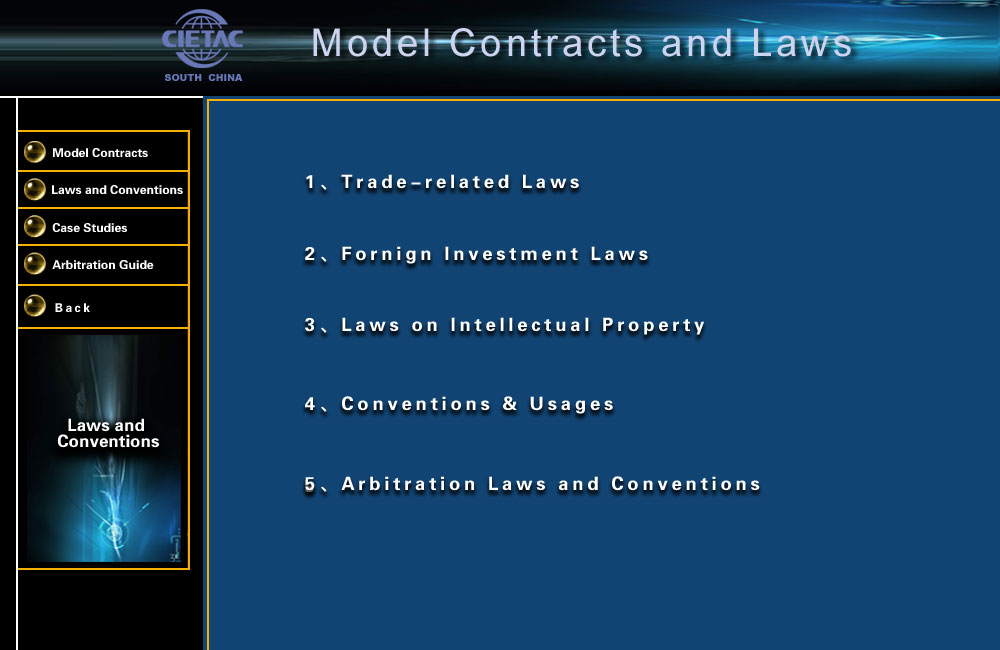 CIETAC
SOUTH CHINA
Model Contracts and Laws
Model Contracts
Laws and Conventions
Case Studies
Arbitration Guide
Back
Laws and
Conventions
1、Trade-related Laws
2、Fornign Investment Laws
3、Laws on Intellectual Property
4、Conventions & Usages
5、Arbitration Laws and Conventions